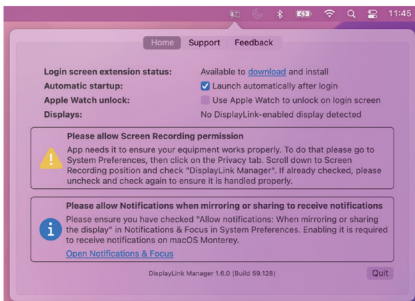 11:45
Home Support Feedback
Login screen extension status: Available to download and install
Automatic startup: Launch automatically after login
Apple Watch unlock: Use Apple Watch to unlock on login screen
Displays: No DisplayLink-enabled display detected
Please allow Screen Recording permission
App needs it to ensure your equipment works properly. To do that please go to
System Preferences, then click on the Privacy tab. Scroll down to Screen
Recording position and check "DisplayLink Manager". If already checked, please
uncheck and check again to ensure it is handled properly.
Please allow Notifications when mirroring or sharing to receive notifications
Please ensure you have checked "Allow notifications: When mirroring or sharing
the display" in Notifications & Focus in System Preferences. Enabling it is required
to receive notifications on macOS Monterey.
Open Notifications & Focus
DisplayLink Manager 1.6.0 (Build 59.128)
Quit